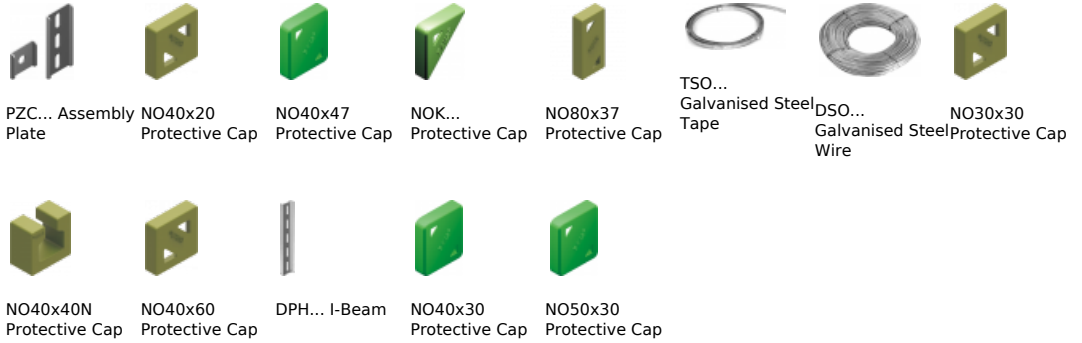 PZC... Assembly
Plate
NO40x20
Protective Cap
NO40x47
Protective Cap
NOK...
Protective Cap
NO80x37
Protective Cap
TSO...
Galvanised Steel
Tape
DSO...
Galvanised Steel
Wire
NO30x30
Protective Cap
NO40x40N
Protective Cap
NO40x60
Protective Cap
DPH... I-Beam
NO40x30
Protective Cap
NO50x30
Protective Cap